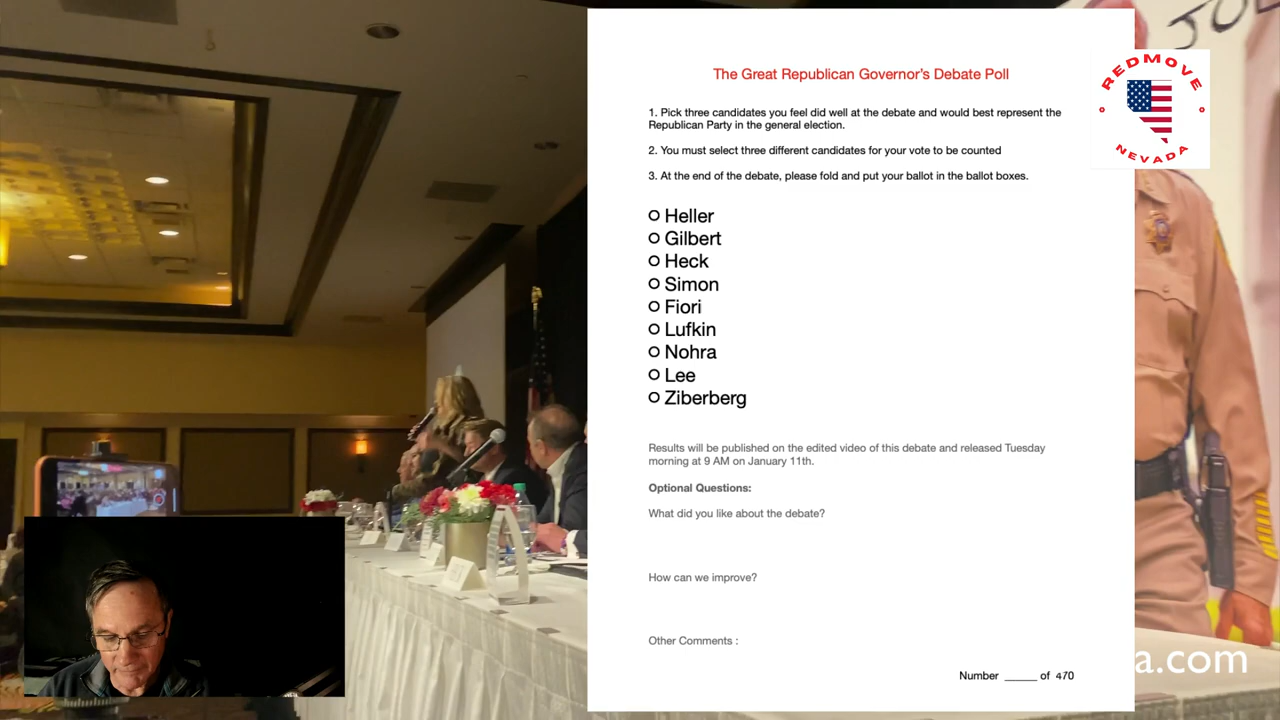 JOE
REDMOVE
NEVADA
The Great Republican Governor's Debate Poll
1. Pick three candidates you feel did well at the debate and would best represent the
Republican Party in the general election.
2. You must select three different candidates for your vote to be counted
3. At the end of the debate, please fold and put your ballot in the ballot boxes.
Heller
Gilbert
Heck
Simon
Fiori
Lufkin
Nohra
Lee
Ziberberg
Results will be published on the edited video of this debate and released Tuesday
morning at 9 AM on January 11th.
Optional Questions:
What did you like about the debate?
How can we improve?
Other Comments :
a.com
Number ______ of 470